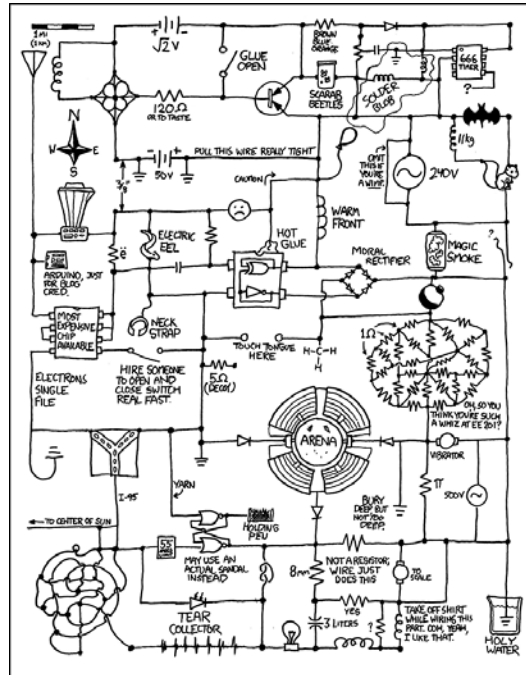 1 MI
(1 KM)
√2 V
GLUE
OPEN
120Ω
OR TO TASTE
BROWN
BLUE
ORANGE
SCARAB
BEETLES
SOLDER
BLOB
666
TIMER
?
N
W E
S
3/8"
50V
PULL THIS WIRE REALLY TIGHT
CAUTION
OMIT THIS
IF YOU'RE
A WIMP
240V
11kg
?
ELECTRIC
EEL
ë
HOT
GLUE
WARM
FRONT
MORAL
RECTIFIER
MAGIC
SMOKE
ARDUINO, JUST
FOR BLOG
CRED.
MOST
EXPENSIVE
CHIP
AVAILABLE
NECK
STRAP
TOUCH TONGUE
HERE
H-C-H
H
1Ω
ELECTRONS
SINGLE
FILE
HIRE SOMEONE
TO OPEN AND
CLOSE SWITCH
REAL FAST.
5Ω
(DECOY)
OH, SO YOU
THINK YOU'RE SUCH
A WHIZ AT EE 201?
ARENA
VIBRATOR
I-95
YARN
BURY
DEEP, BUT
NOT TOO
DEEP.
π
500V
TO CENTER OF SUN
HOLDING
PEN
55
MAY USE AN
ACTUAL SANDAL
INSTEAD
NOT A RESISTOR;
WIRE JUST
DOES THIS
8mm
TO
SCALE
YES
3 LITERS
?
TAKE OFF SHIRT
WHILE WIRING THIS
PART. OOH, YEAH,
I LIKE THAT.
TEAR
COLLECTOR
HOLY
WATER